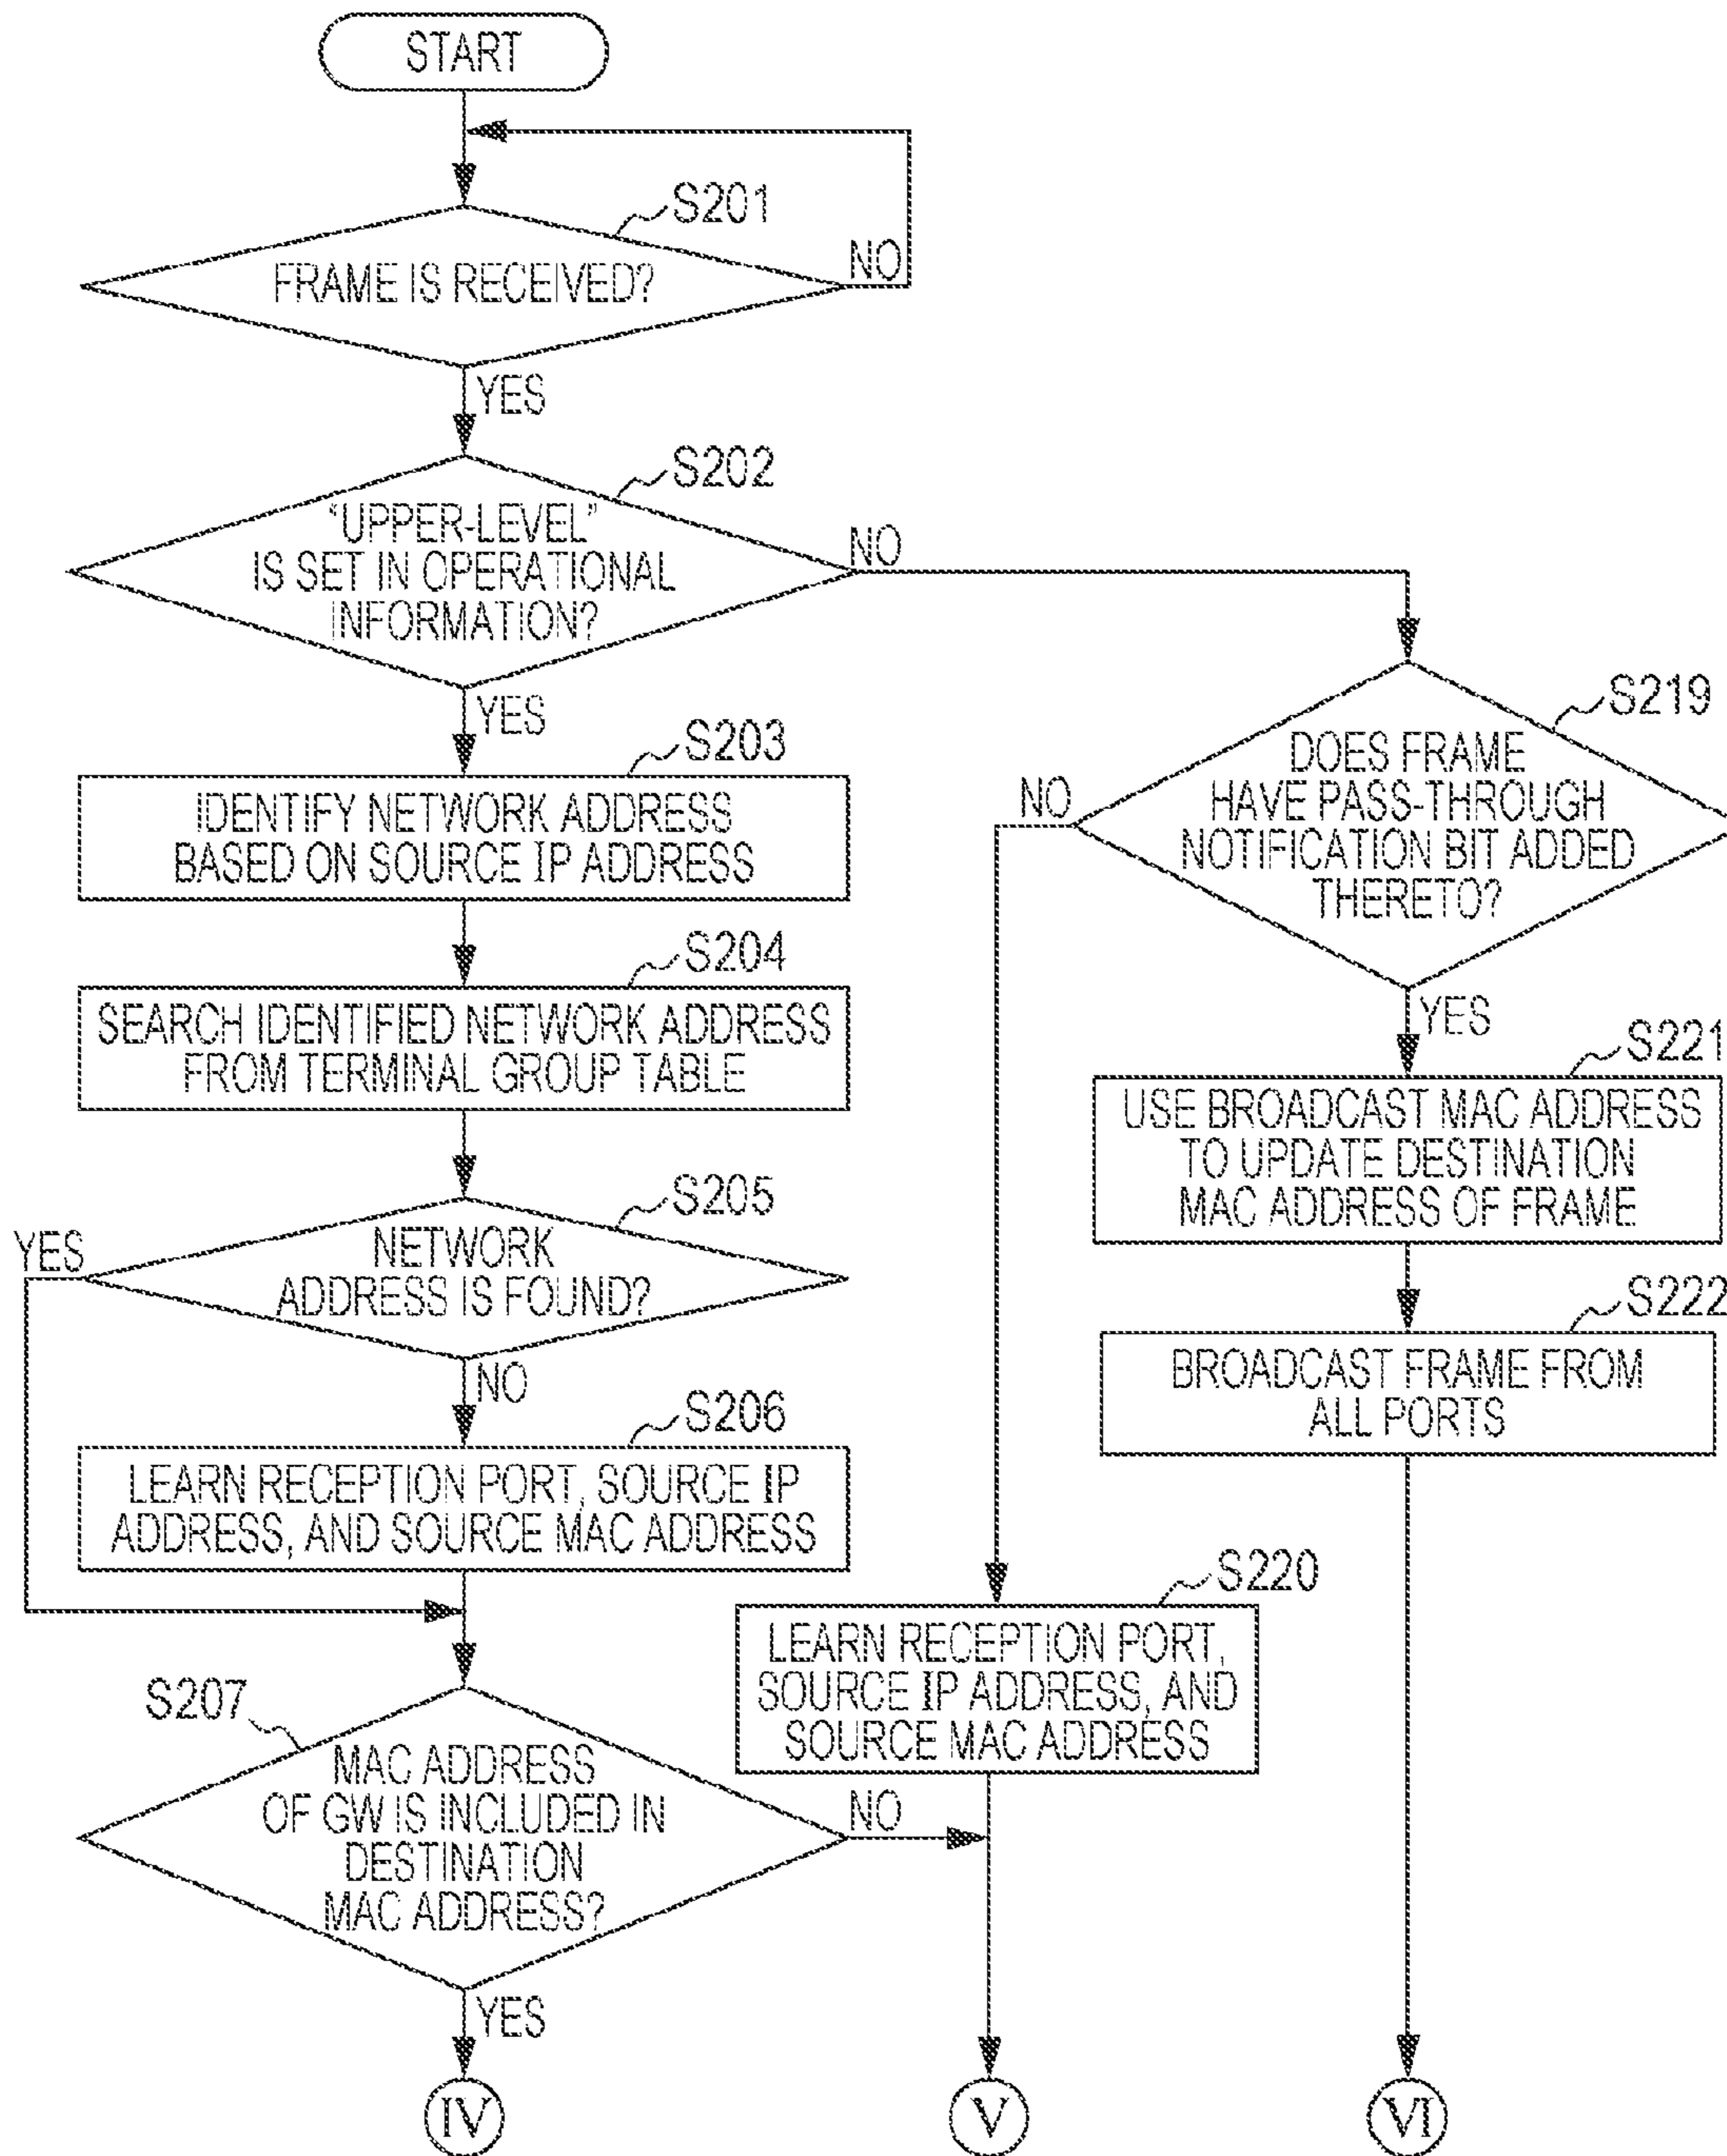 START
S201
FRAME IS RECEIVED?
NO
YES
S202
"UPPER-LEVEL"
IS SET IN OPERATIONAL
INFORMATION?
NO
YES
S203
IDENTIFY NETWORK ADDRESS
BASED ON SOURCE IP ADDRESS
S204
SEARCH IDENTIFIED NETWORK ADDRESS
FROM TERMINAL GROUP TABLE
S205
NETWORK
ADDRESS IS FOUND?
YES
NO
S206
LEARN RECEPTION PORT, SOURCE IP
ADDRESS, AND SOURCE MAC ADDRESS
S207
MAC ADDRESS
OF GW IS INCLUDED IN
DESTINATION
MAC ADDRESS?
NO
YES
IV
S219
DOES FRAME
HAVE PASS-THROUGH
NOTIFICATION BIT ADDED
THERETO?
NO
YES
S220
LEARN RECEPTION PORT,
SOURCE IP ADDRESS, AND
SOURCE MAC ADDRESS
V
S221
USE BROADCAST MAC ADDRESS
TO UPDATE DESTINATION
MAC ADDRESS OF FRAME
S222
BROADCAST FRAME FROM
ALL PORTS
VI